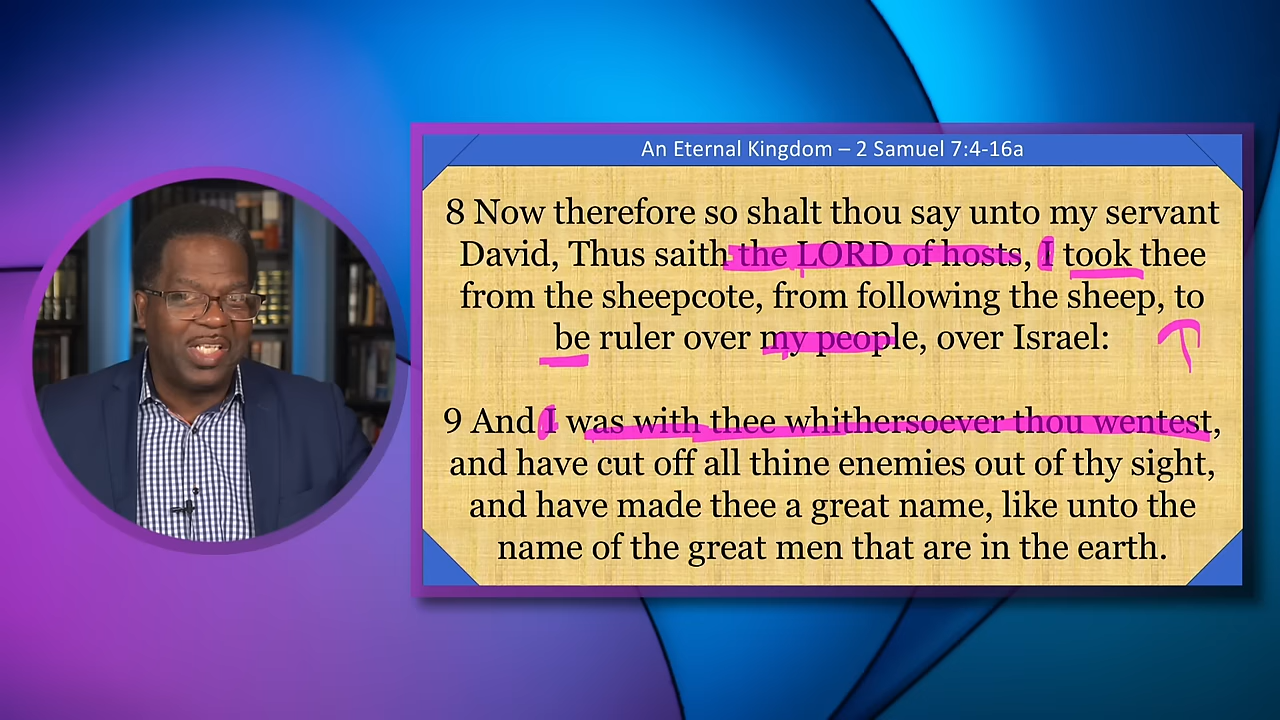 An Eternal Kingdom – 2 Samuel 7:4-16a
8 Now therefore so shalt thou say unto my servant
David, Thus saith the LORD of hosts, I took thee
from the sheepcote, from following the sheep, to
be ruler over my people, over Israel:
9 And I was with thee whithersoever thou wentest,
and have cut off all thine enemies out of thy sight,
and have made thee a great name, like unto the
name of the great men that are in the earth.